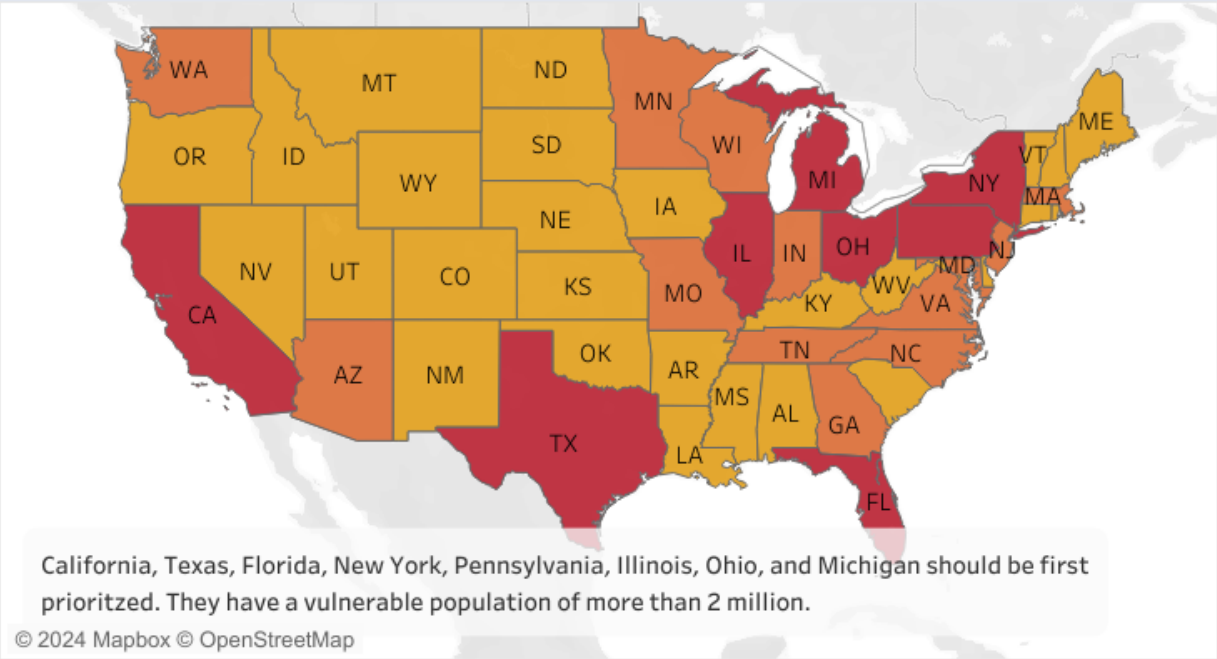 WA
MT
ND
MN
ME
OR
ID
SD
WI
VT
WY
MI
NY
MA
NE
IA
NV
UT
CO
IL
IN
OH
NJ
KS
MO
MD
WV
CA
KY
VA
AZ
NM
OK
TN
NC
AR
MS
AL
GA
TX
LA
FL
California, Texas, Florida, New York, Pennsylvania, Illinois, Ohio, and Michigan should be first
prioritzed. They have a vulnerable population of more than 2 million.
© 2024 Mapbox © OpenStreetMap